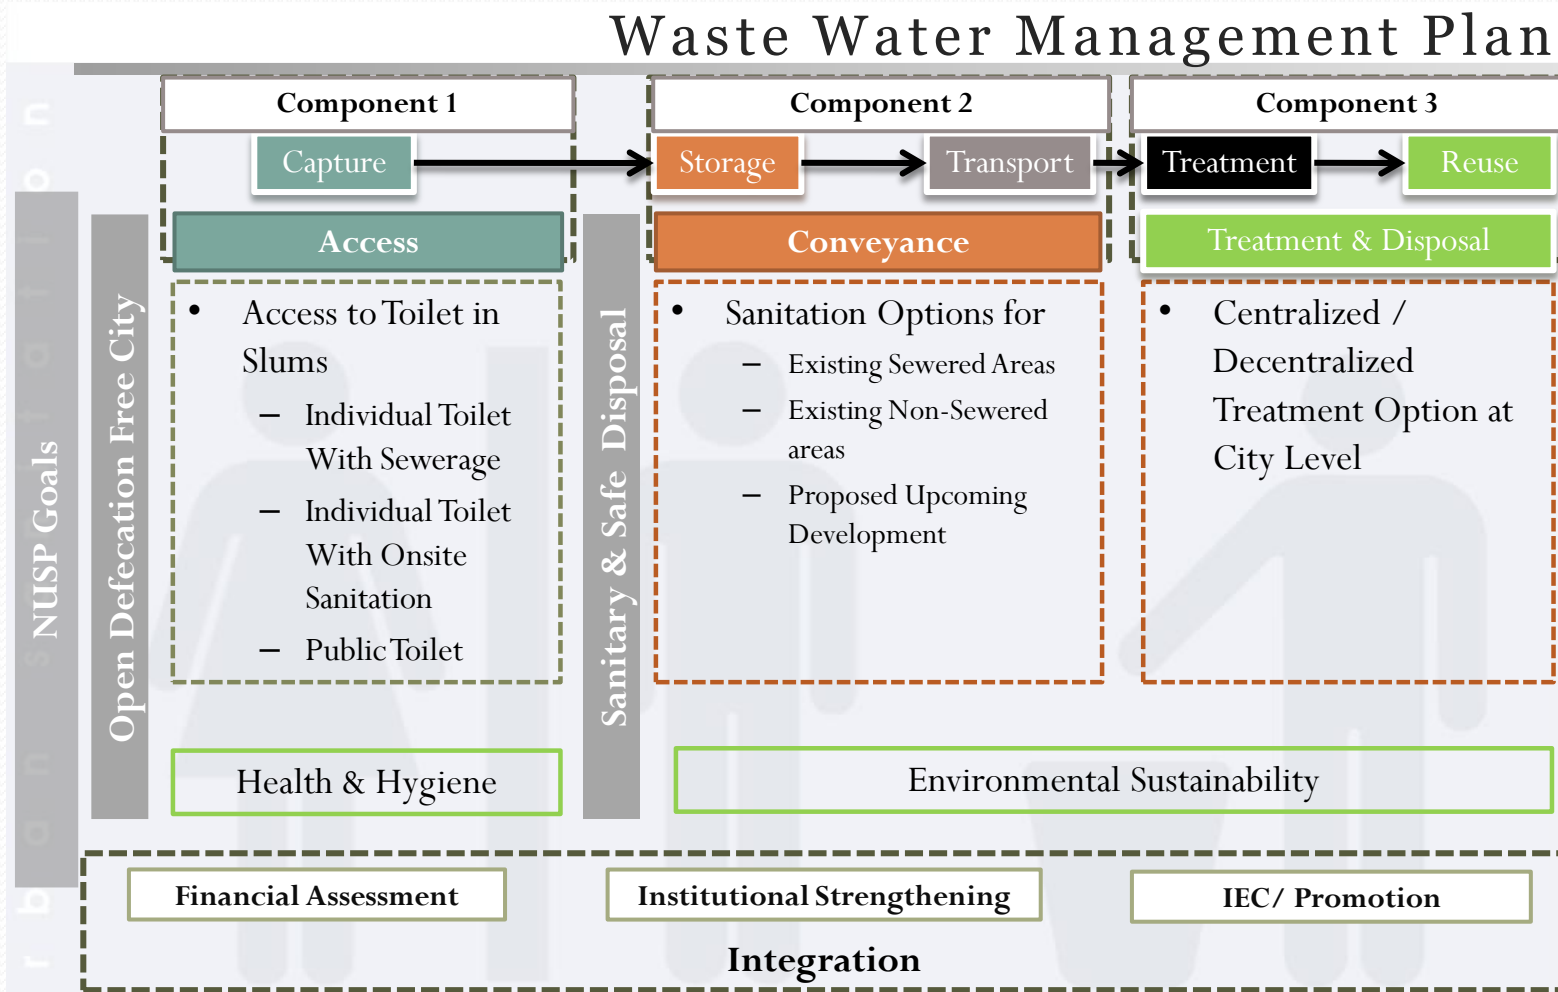 Waste Water Management Plan
Component 1
Component 2
Component 3
Capture
Storage
Transport
Treatment
Reuse
Access
Conveyance
Treatment & Disposal
NUSP Goals
Open Defecation Free City
• Access to Toilet in
Slums
– Individual Toilet
With Sewerage
– Individual Toilet
With Onsite
Sanitation
– Public Toilet
Sanitary & Safe Disposal
• Sanitation Options for
– Existing Sewered Areas
– Existing Non-Sewered
areas
– Proposed Upcoming
Development
• Centralized /
Decentralized
Treatment Option at
City Level
Health & Hygiene
Environmental Sustainability
Financial Assessment
Institutional Strengthening
IEC/ Promotion
Integration